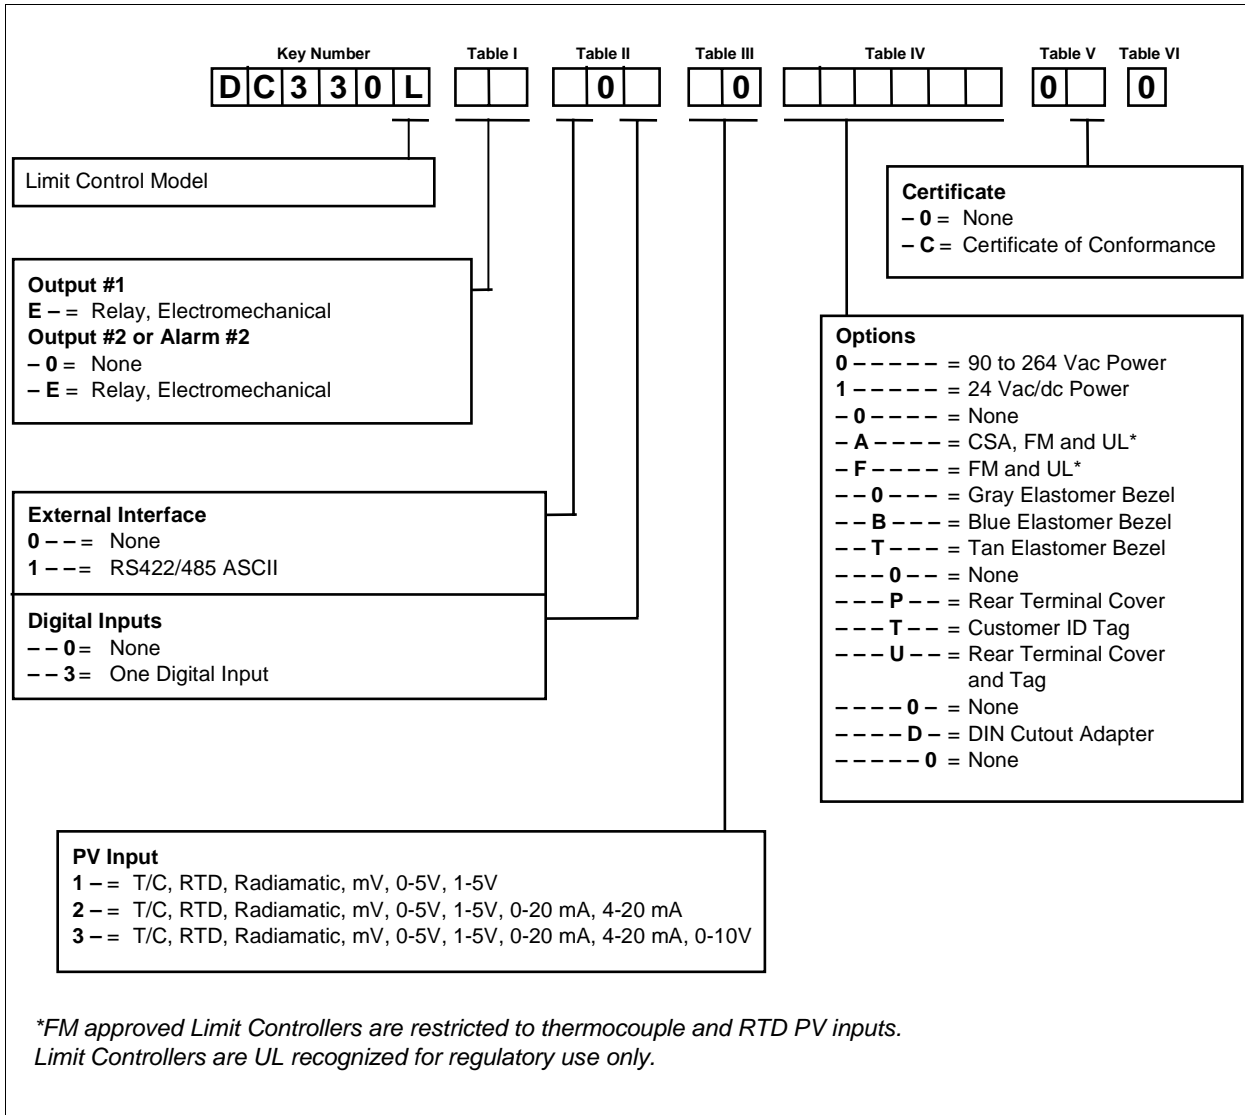 Key Number Table I Table II Table III Table IV Table V Table VI
D C 3 3 0 L 0 0 0 0
Limit Control Model
Certificate
– 0 = None
– C = Certificate of Conformance
Output #1
E – = Relay, Electromechanical
Output #2 or Alarm #2
– 0 = None
– E = Relay, Electromechanical
Options
0 – – – – – = 90 to 264 Vac Power
1 – – – – – = 24 Vac/dc Power
– 0 – – – – = None
– A – – – – = CSA, FM and UL*
– F – – – – = FM and UL*
– – 0 – – – = Gray Elastomer Bezel
– – B – – – = Blue Elastomer Bezel
– – T – – – = Tan Elastomer Bezel
– – – 0 – – = None
– – – P – – = Rear Terminal Cover
– – – T – – = Customer ID Tag
– – – U – – = Rear Terminal Cover
and Tag
– – – – 0 – = None
– – – – D – = DIN Cutout Adapter
– – – – – 0 = None
External Interface
0 – – = None
1 – – = RS422/485 ASCII
Digital Inputs
– – 0 = None
– – 3 = One Digital Input
PV Input
1 – = T/C, RTD, Radiamatic, mV, 0-5V, 1-5V
2 – = T/C, RTD, Radiamatic, mV, 0-5V, 1-5V, 0-20 mA, 4-20 mA
3 – = T/C, RTD, Radiamatic, mV, 0-5V, 1-5V, 0-20 mA, 4-20 mA, 0-10V
*FM approved Limit Controllers are restricted to thermocouple and RTD PV inputs.
Limit Controllers are UL recognized for regulatory use only.